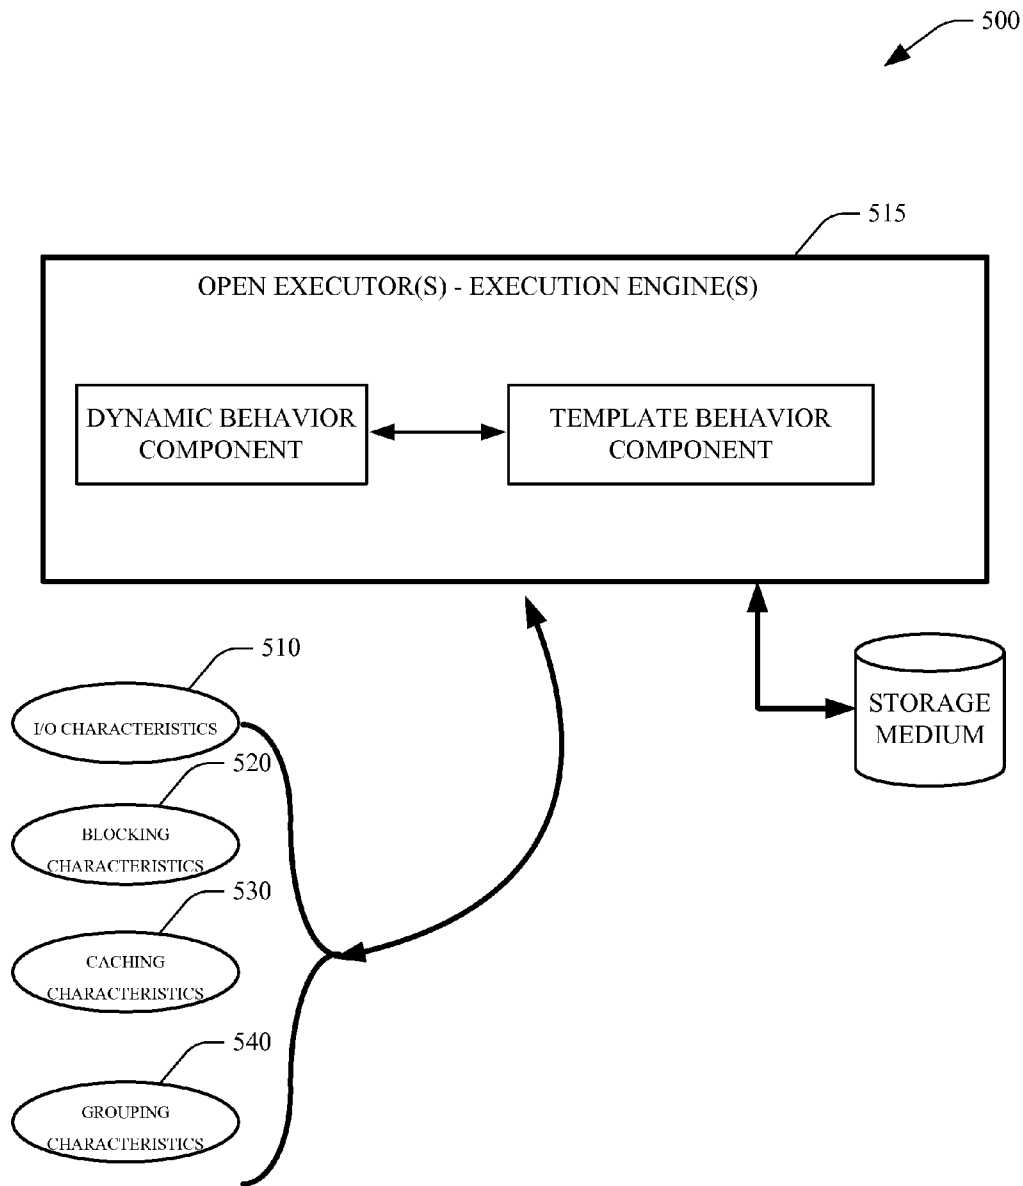 500
515
OPEN EXECUTOR(S) - EXECUTION ENGINE(S)
DYNAMIC BEHAVIOR
COMPONENT
TEMPLATE BEHAVIOR
COMPONENT
510
I/O CHARACTERISTICS
STORAGE
MEDIUM
520
BLOCKING
CHARACTERISTICS
530
CACHING
CHARACTERISTICS
540
GROUPING
CHARACTERISTICS